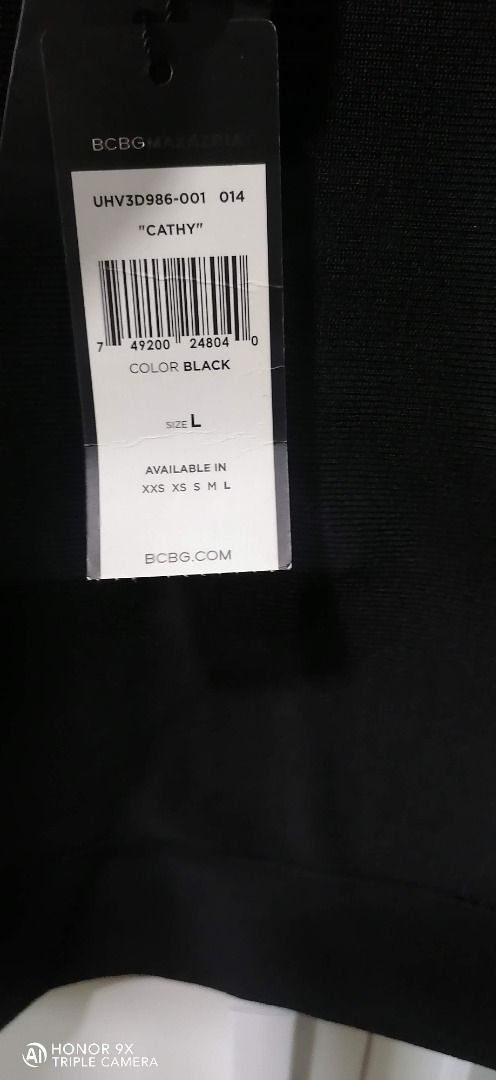 BCBGMAXAZRIA
UHV3D986-001 014
"CATHY"
7 49200 24804 0
COLOR BLACK
SIZE L
AVAILABLE IN
XXS XS S M L
BCBG.COM
HONOR 9X
TRIPLE CAMERA